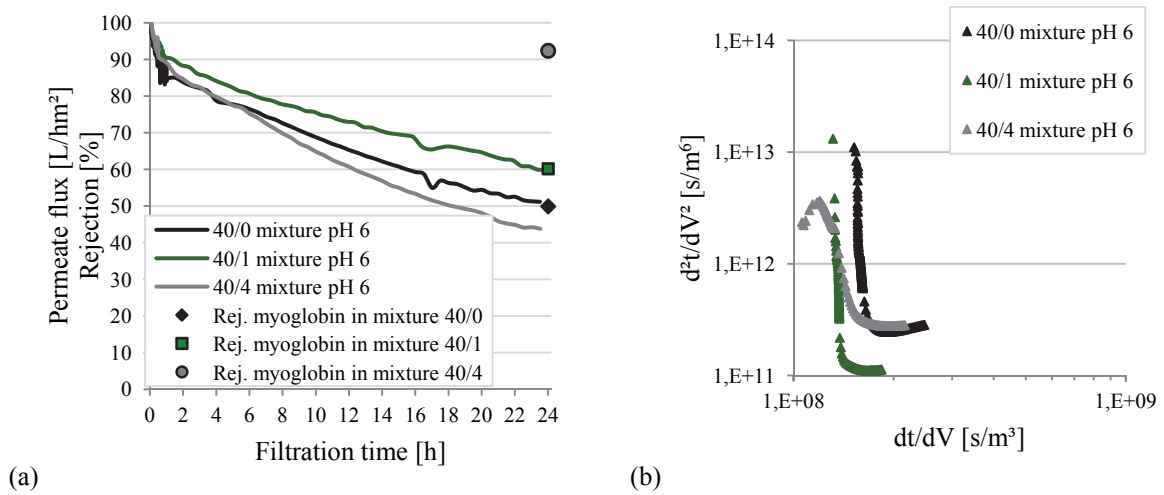 100
90
80
70
60
50
40
30
20
10
0
Permeate flux [L/hm²]
Rejection [%]
40/0 mixture pH 6
40/1 mixture pH 6
40/4 mixture pH 6
Rej. myoglobin in mixture 40/0
Rej. myoglobin in mixture 40/1
Rej. myoglobin in mixture 40/4
0 2 4 6 8 10 12 14 16 18 20 22 24
Filtration time [h]
(a)
40/0 mixture pH 6
40/1 mixture pH 6
40/4 mixture pH 6
1,E+14
1,E+13
1,E+12
1,E+11
d²t/dV² [s/m⁶]
1,E+08 1,E+09
dt/dV [s/m³]
(b)